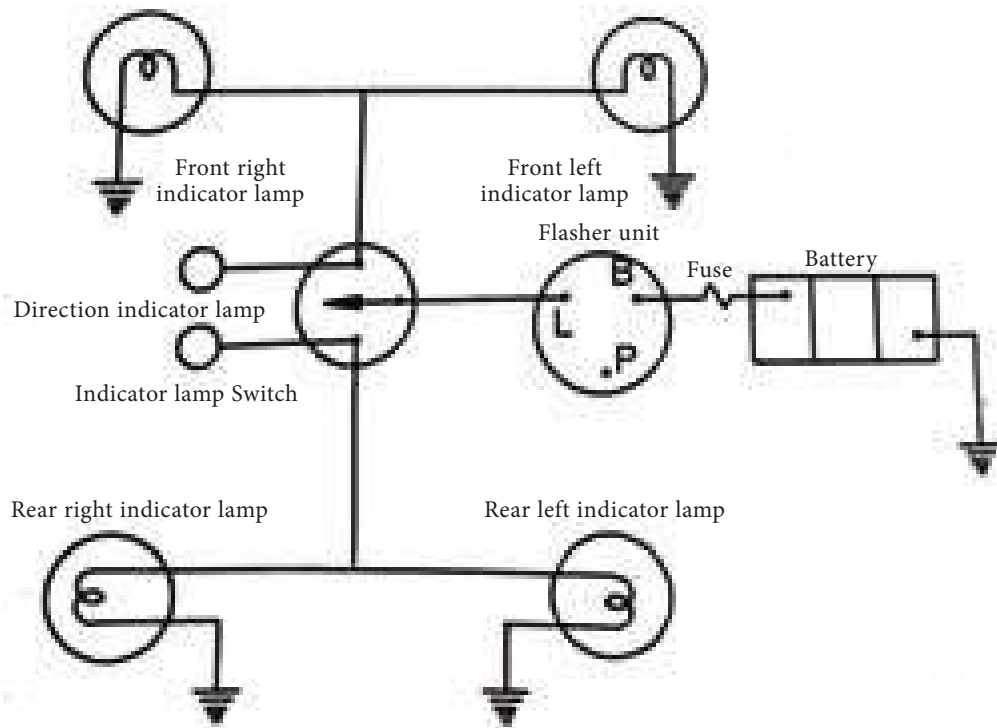 Front right
indicator lamp
Front left
indicator lamp
Flasher unit
Fuse
Battery
B
L
P
Direction indicator lamp
Indicator lamp Switch
Rear right indicator lamp
Rear left indicator lamp